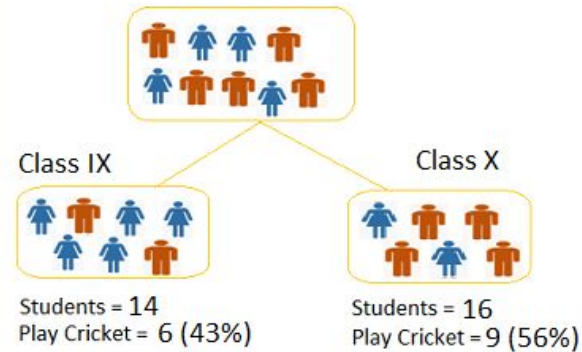 Class IX
Students = 14
Play Cricket = 6 (43%)
Class X
Students = 16
Play Cricket = 9 (56%)